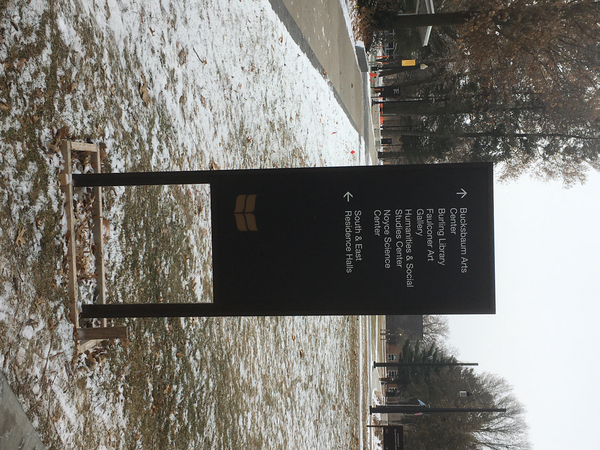 Bucksbaum Arts
Center
Burling Library
Faulconer Art
Gallery
Humanities & Social
Studies Center
Noyce Science
Center
South & East
Residence Halls